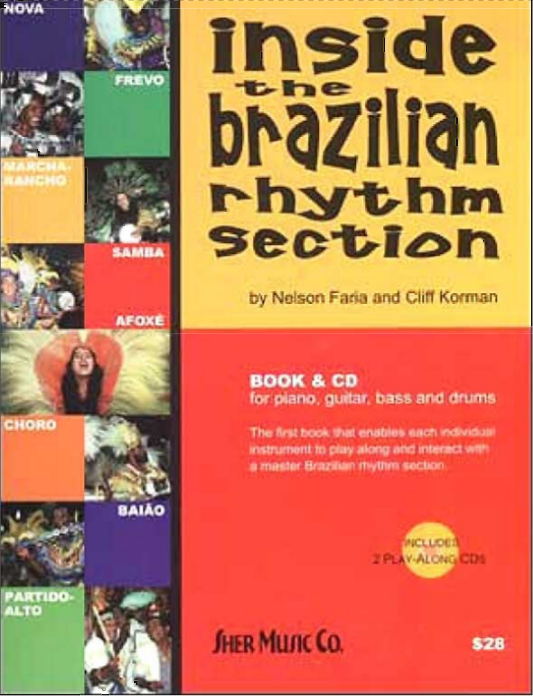 NOVA
FREVO
MARCHA-
RANCHO
SAMBA
AFOXÉ
CHORO
BAIÃO
PARTIDO-
ALTO
inside
the
brazilian
rhythm
section
by Nelson Faria and Cliff Korman
BOOK & CD
for piano, guitar, bass and drums
The first book that enables each individual
instrument to play along and interact with
a master Brazilian rhythm section.
INCLUDES
2 PLAY-ALONG CDS
SHER MUSIC CO.
$28